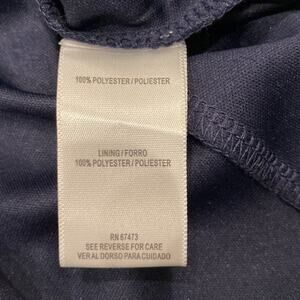 100% POLYESTER / POLIESTER
LINING / FORRO
100% POLYESTER / POLIESTER
RN 67473
SEE REVERSE FOR CARE
VER AL DORSO PARA CUIDADO